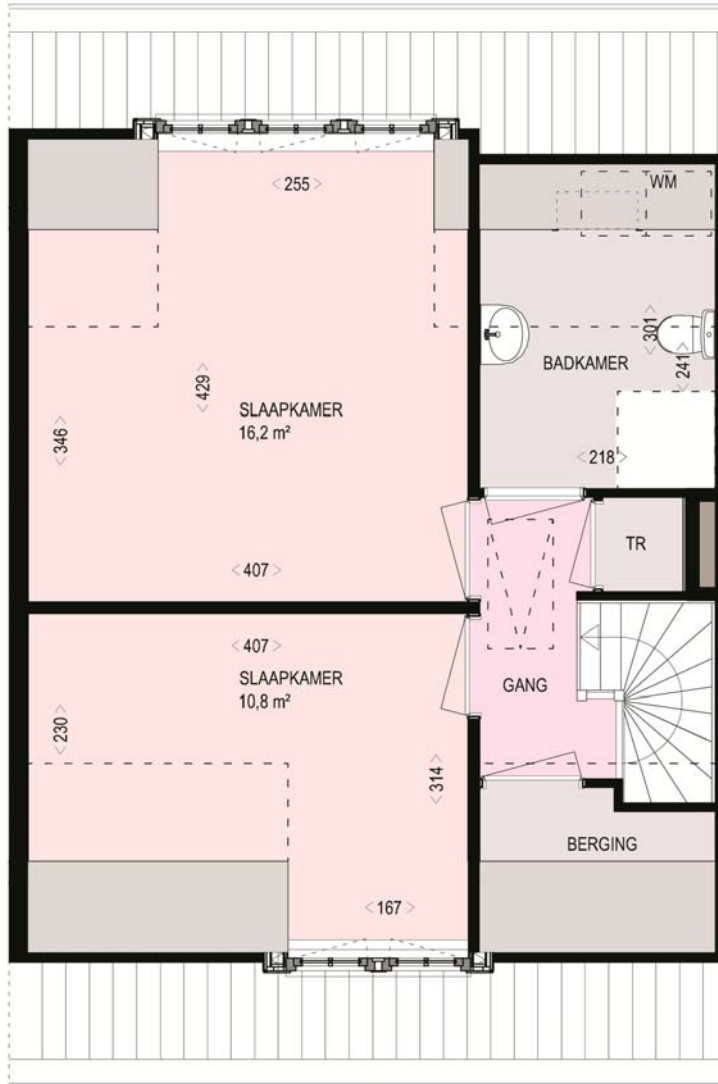 WM
255
301
BADKAMER
241
429
SLAAPKAMER
16,2 m²
346
218
TR
407
407
SLAAPKAMER
10,8 m²
GANG
230
314
BERGING
167